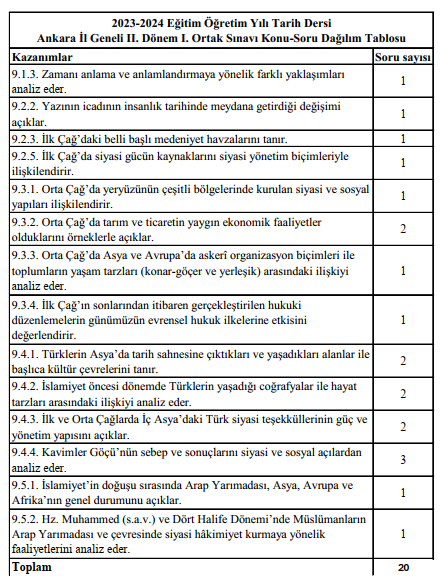 2023-2024 Eğitim Öğretim Yılı Tarih Dersi
Ankara İl Geneli II. Dönem I. Ortak Sınavı Konu-Soru Dağılım Tablosu
Kazanımlar Soru sayısı
9.1.3. Zamanı anlama ve anlamlandırmaya yönelik farklı yaklaşımları
analiz eder. 1
9.2.2. Yazının icadının insanlık tarihinde meydana getirdiği değişimi
açıklar. 1
9.2.3. İlk Çağ’daki belli başlı medeniyet havzalarını tanır. 1
9.2.5. İlk Çağ’da siyasi gücün kaynaklarını siyasi yönetim biçimleriyle
ilişkilendirir. 1
9.3.1. Orta Çağ’da yeryüzünün çeşitli bölgelerinde kurulan siyasi ve sosyal
yapıları ilişkilendirir. 1
9.3.2. Orta Çağ’da tarım ve ticaretin yaygın ekonomik faaliyetler
olduklarını örneklerle açıklar. 2
9.3.3. Orta Çağ’da Asya ve Avrupa’da askerî organizasyon biçimleri ile
toplumların yaşam tarzları (konar-göçer ve yerleşik) arasındaki ilişkiyi
analiz eder. 1
9.3.4. İlk Çağ’ın sonlarından itibaren gerçekleştirilen hukuki
düzenlemelerin günümüzün evrensel hukuk ilkelerine etkisini
değerlendirir. 1
9.4.1. Türklerin Asya’da tarih sahnesine çıktıkları ve yaşadıkları alanlar ile
başlıca kültür çevrelerini tanır. 2
9.4.2. İslamiyet öncesi dönemde Türklerin yaşadığı coğrafyalar ile hayat
tarzları arasındaki ilişkiyi analiz eder. 2
9.4.3. İlk ve Orta Çağlarda İç Asya’daki Türk siyasi teşekküllerinin güç ve
yönetim yapısını açıklar. 2
9.4.4. Kavimler Göçü’nün sebep ve sonuçlarını siyasi ve sosyal açılardan
analiz eder. 3
9.5.1. İslamiyet’in doğuşu sırasında Arap Yarımadası, Asya, Avrupa ve
Afrika’nın genel durumunu açıklar. 1
9.5.2. Hz. Muhammed (s.a.v.) ve Dört Halife Dönemi’nde Müslümanların
Arap Yarımadası ve çevresinde siyasi hâkimiyet kurmaya yönelik
faaliyetlerini analiz eder. 1
Toplam 20